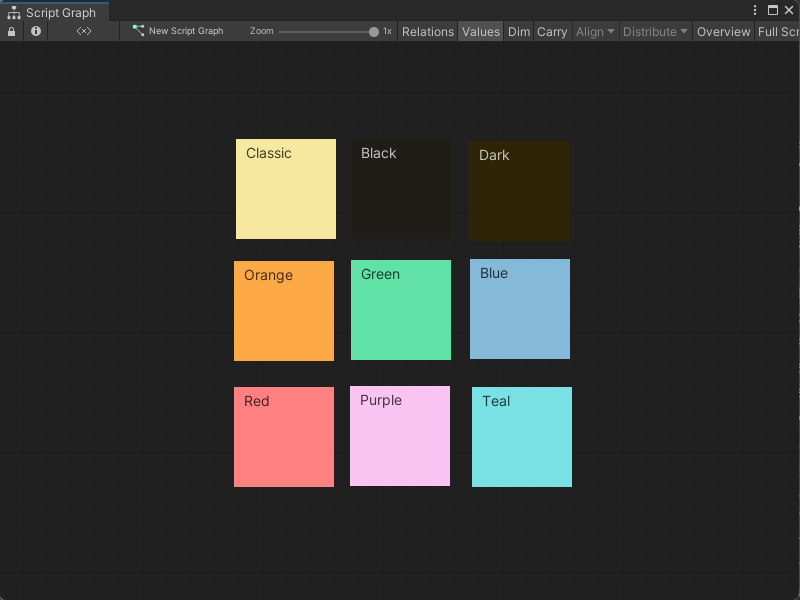 Script Graph
New Script Graph Zoom 1x Relations Values Dim Carry Align Distribute Overview Full Scr
Classic Black Dark
Orange Green Blue
Red Purple Teal